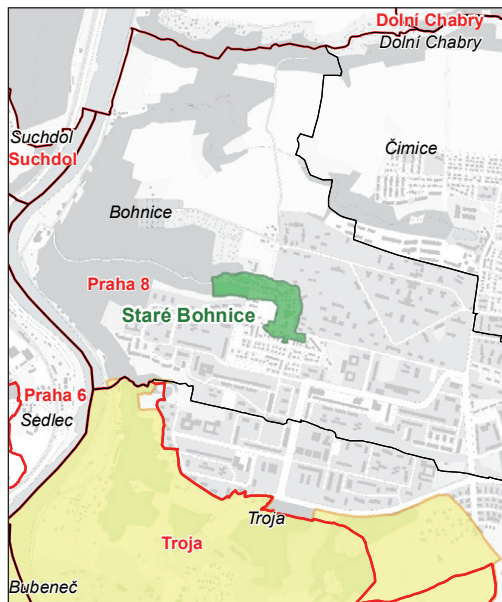 Dolní Chabry
Dolní Chabry
Suchdol
Suchdol
Čimice
Bohnice
Praha 8
Staré Bohnice
Praha 6
Sedlec
Troja
Troja
Bubeneč